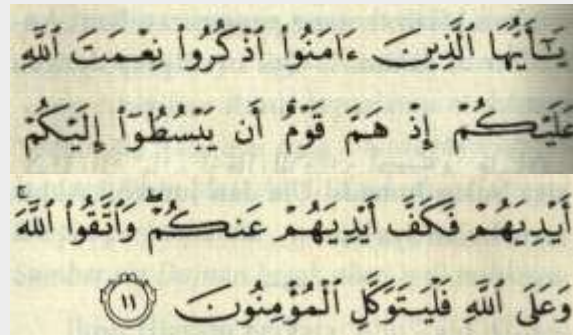 يَـٰٓأَيُّهَا ٱلَّذِينَ ءَامَنُوا۟ ٱذْكُرُوا۟ نِعْمَتَ ٱللَّهِ
عَلَيْكُمْ إِذْ هَمَّ قَوْمٌ أَن يَبْسُطُوٓا۟ إِلَيْكُمْ
أَيْدِيَهُمْ فَكَفَّ أَيْدِيَهُمْ عَنكُمْ ۖ وَٱتَّقُوا۟ ٱللَّهَ ۚ
وَعَلَى ٱللَّهِ فَلْيَتَوَكَّلِ ٱلْمُؤْمِنُونَ ١١